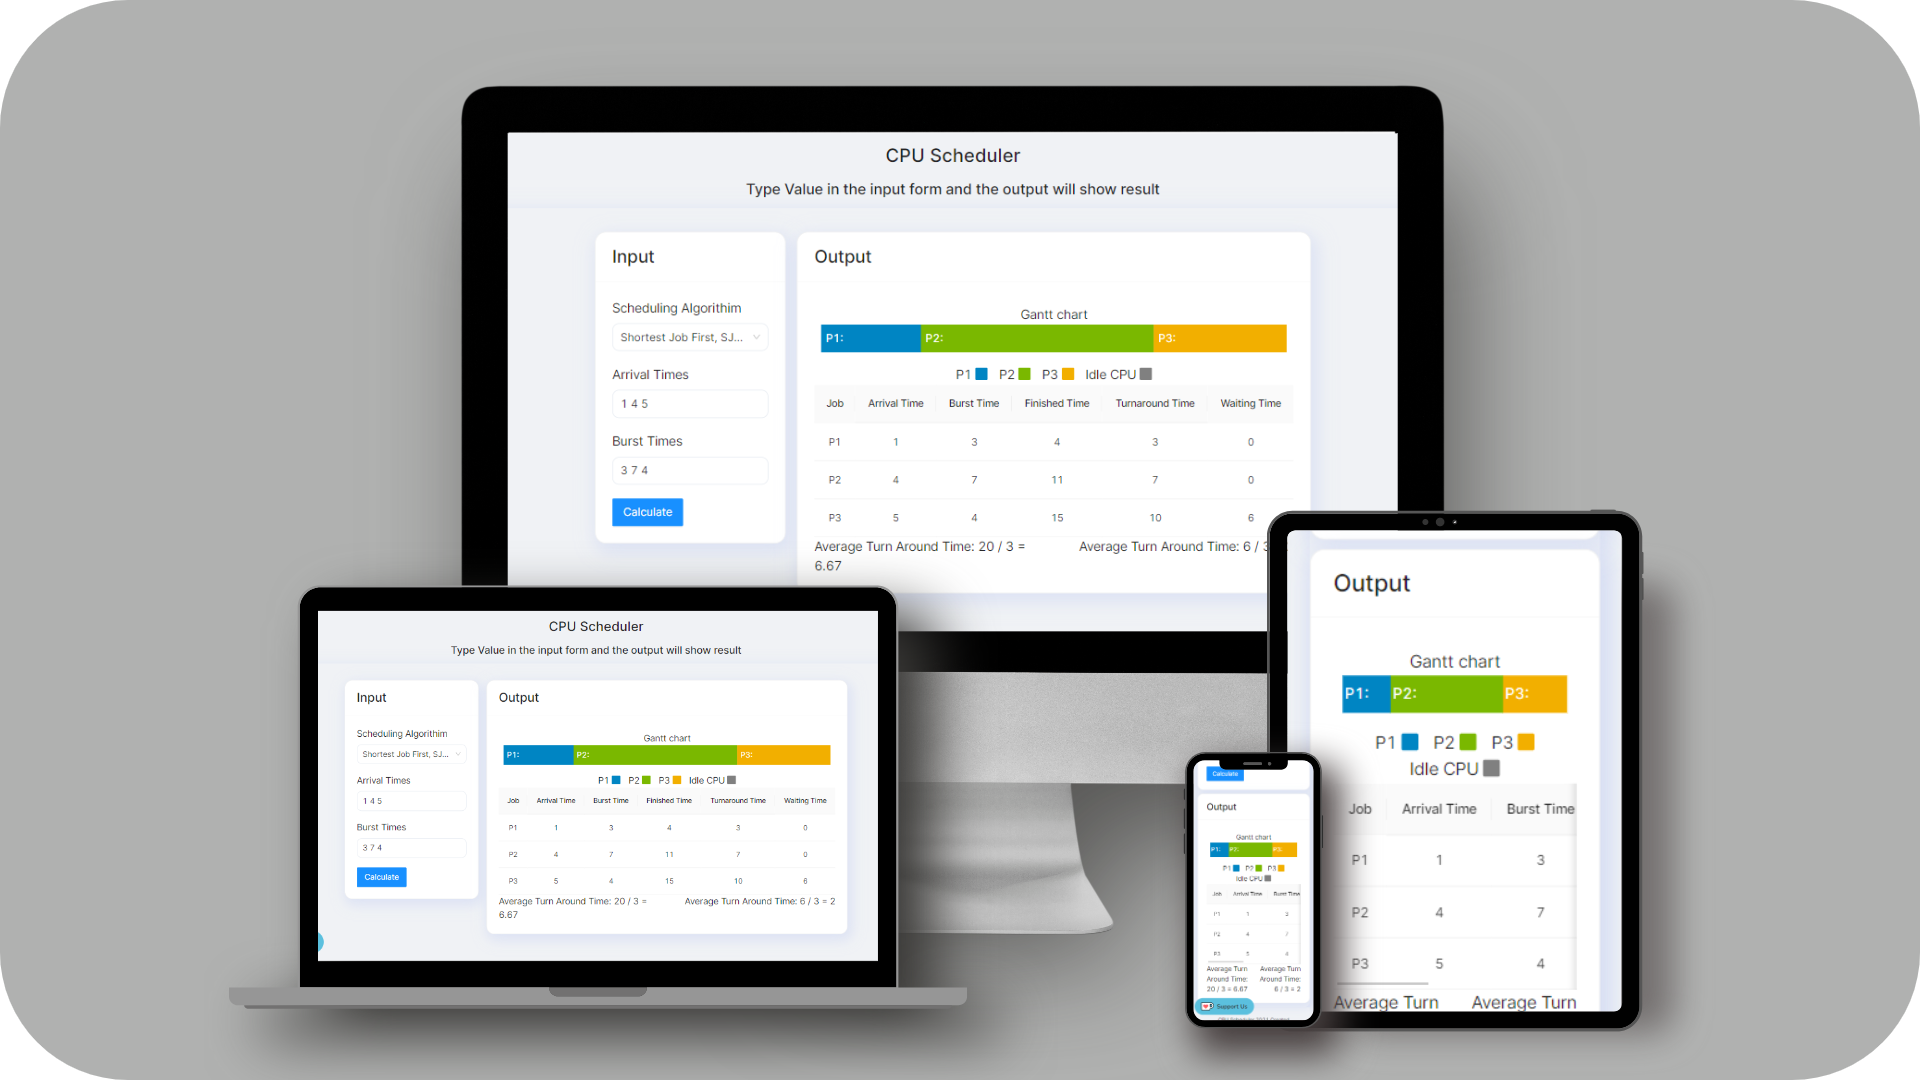 CPU Scheduler
Type Value in the input form and the output will show result
Input
Scheduling Algorithim
Shortest Job First, SJ...
Arrival Times
1 4 5
Burst Times
3 7 4
Calculate
Output
Gantt chart
P1: P2: P3:
P1 P2 P3 Idle CPU
Job Arrival Time Burst Time Finished Time Turnaround Time Waiting Time
P1 1 3 4 3 0
P2 4 7 11 7 0
P3 5 4 15 10 6
Average Turn Around Time: 20 / 3 = Average Turn Around Time: 6 / 3
6.67
CPU Scheduler
Type Value in the input form and the output will show result
Input
Scheduling Algorithim
Shortest Job First, SJ...
Arrival Times
1 4 5
Burst Times
3 7 4
Calculate
Output
Gantt chart
P1: P2: P3:
P1 P2 P3 Idle CPU
Job Arrival Time Burst Time Finished Time Turnaround Time Waiting Time
P1 1 3 4 3 0
P2 4 7 11 7 0
P3 5 4 15 10 6
Average Turn Around Time: 20 / 3 = Average Turn Around Time: 6 / 3 = 2
6.67
Calculate
Output
Gantt chart
P1: P2: P3:
P1 P2 P3
Idle CPU
Job Arrival Time Burst Time
P1 1 3
P2 4 7
P3 5 4
Average Turn Average Turn
Around Time: Around Time:
20 / 3 = 6.67 6 / 3 = 2
Support Us
Output
Gantt chart
P1: P2: P3:
P1 P2 P3
Idle CPU
Job Arrival Time Burst Time
P1 1 3
P2 4 7
P3 5 4
Average Turn Average Turn